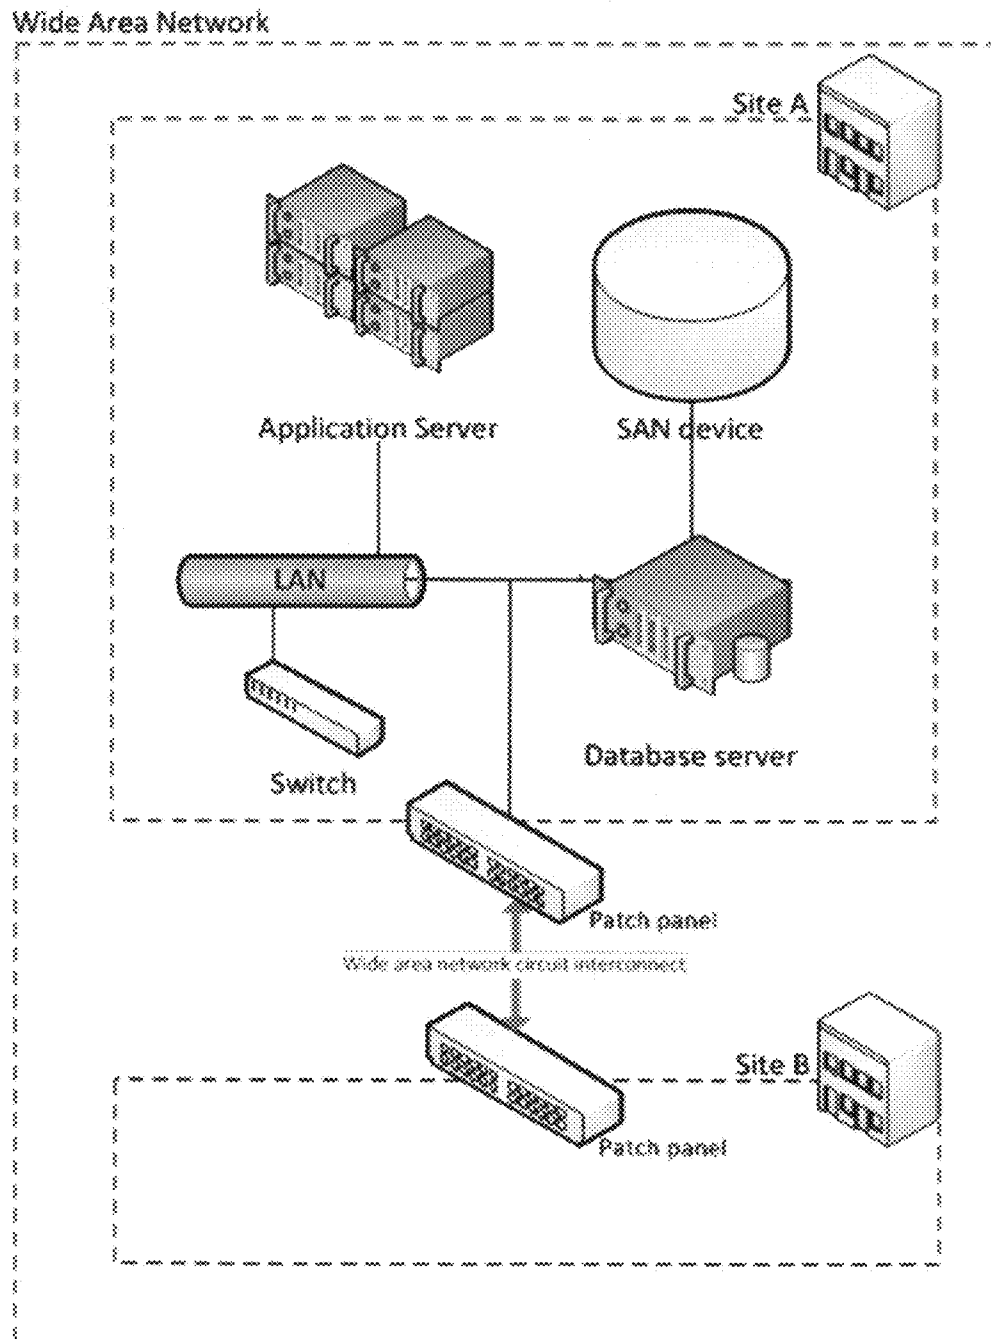 Wide Area Network
Site A
Application Server
SAN device
LAN
Database server
Switch
Patch panel
Wide area network circuit interconnect
Site B
Patch panel